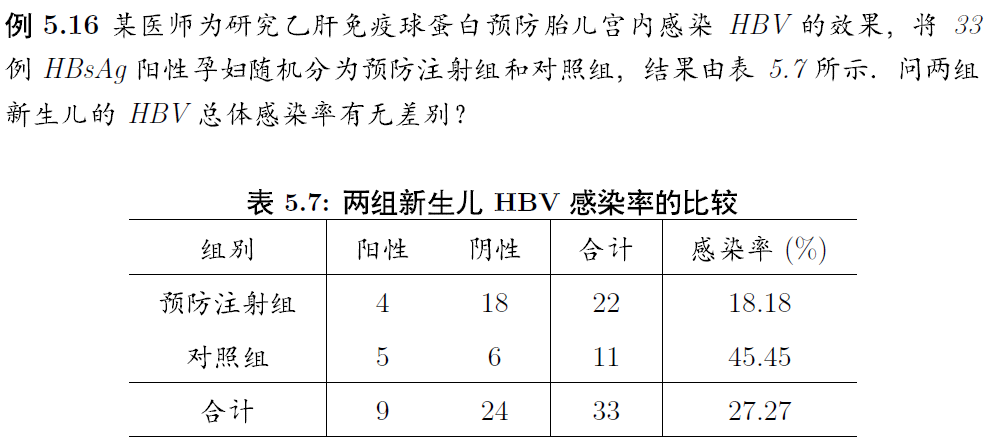 例 5.16 某医师为研究乙肝免疫球蛋白预防胎儿宫内感染 HBV 的效果，将 33
例 HBsAg 阳性孕妇随机分为预防注射组和对照组，结果由表 5.7 所示．问两组
新生儿的 HBV 总体感染率有无差别？
表 5.7: 两组新生儿 HBV 感染率的比较
组别 阳性 阴性 合计 感染率 (%)
预防注射组 4 18 22 18.18
对照组 5 6 11 45.45
合计 9 24 33 27.27